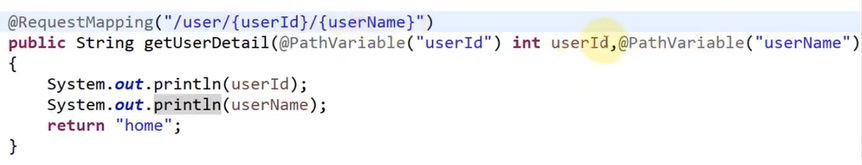 @RequestMapping("/user/{userId}/{userName}")
public String getUserDetail(@PathVariable("userId") int userId,@PathVariable("userName")
{
System.out.println(userId);
System.out.println(userName);
return "home";
}